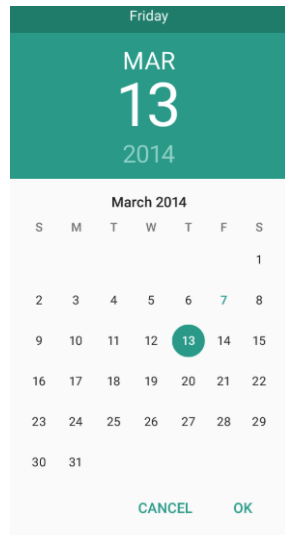 Friday
MAR
13
2014
March 2014
S M T W T F S
1
2 3 4 5 6 7 8
9 10 11 12 13 14 15
16 17 18 19 20 21 22
23 24 25 26 27 28 29
30 31
CANCEL OK